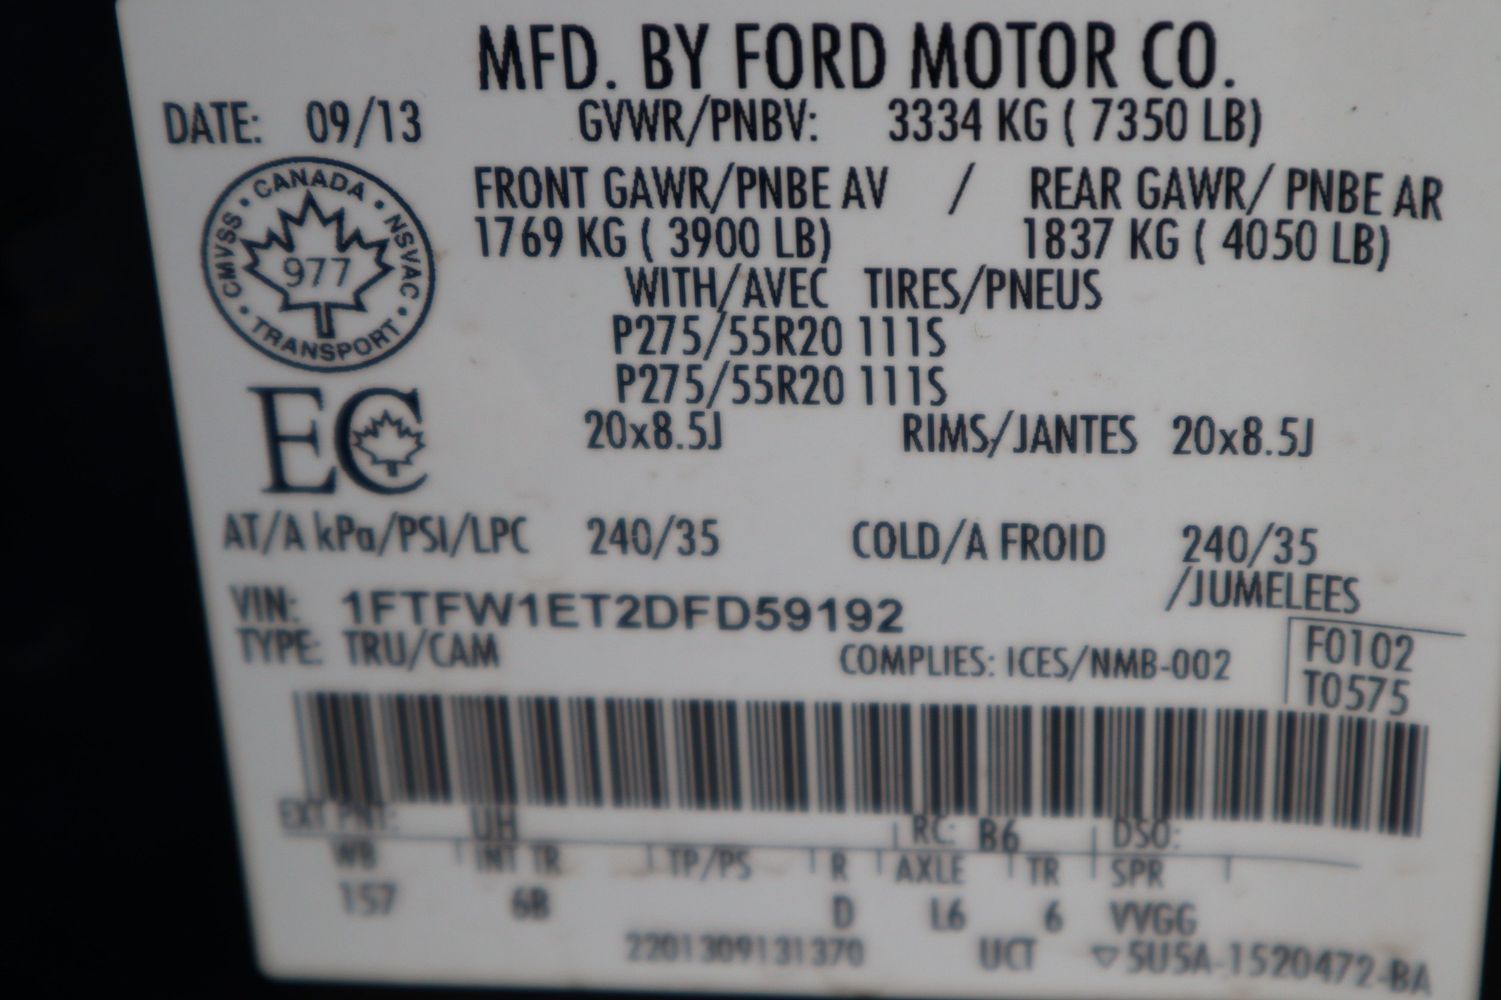 MFD. BY FORD MOTOR CO.
DATE: 09/13 GVWR/PNBV: 3334 KG ( 7350 LB)
FRONT GAWR/PNBE AV / REAR GAWR/ PNBE AR
1769 KG ( 3900 LB) 1837 KG ( 4050 LB)
WITH/AVEC TIRES/PNEUS
P275/55R20 111S
P275/55R20 111S
20x8.5J RIMS/JANTES 20x8.5J
CMVSS • CANADA • NSVAC • TRANSPORT •
977
EC
AT/A kPa/PSI/LPC 240/35 COLD/A FROID 240/35
/JUMELEES
VIN: 1FTFW1ET2DFD59192
TYPE: TRU/CAM
COMPLIES: ICES/NMB-002
F0102
T0575
EXT PNT: UH RC: B6 DSO:
WB INT TR TP/PS R AXLE TR SPR
157 6B D L6 6 VVGG
2201309131370 UCT ▽5U5A-1520472-BA